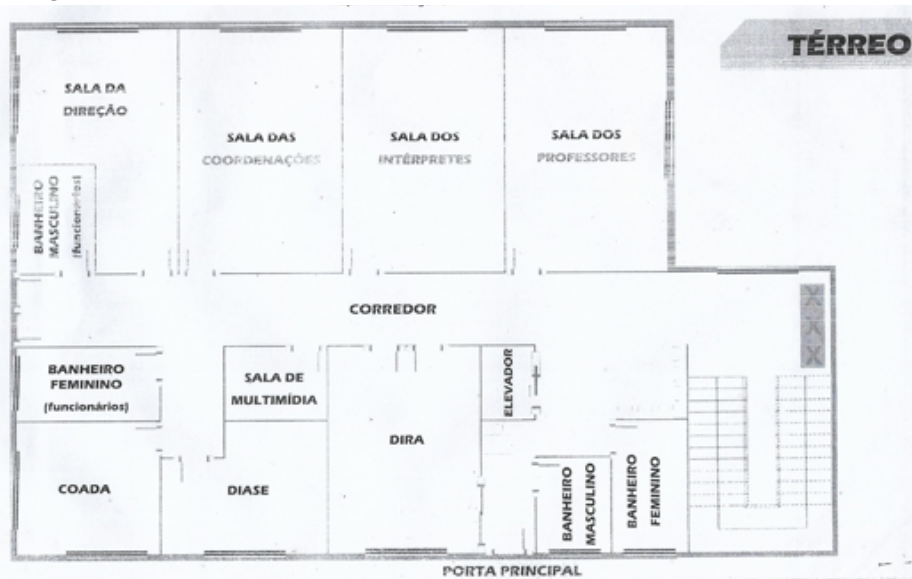 TÉRREO
SALA DA
DIREÇÃO
SALA DAS
COORDENAÇÕES
SALA DOS
INTÉRPRETES
SALA DOS
PROFESSORES
BANHEIRO
MASCULINO
(funcionários)
CORREDOR
BANHEIRO
FEMININO
(funcionários)
SALA DE
MULTIMÍDIA
ELEVADOR
DIRA
COADA
DIASE
BANHEIRO
MASCULINO
BANHEIRO
FEMININO
PORTA PRINCIPAL